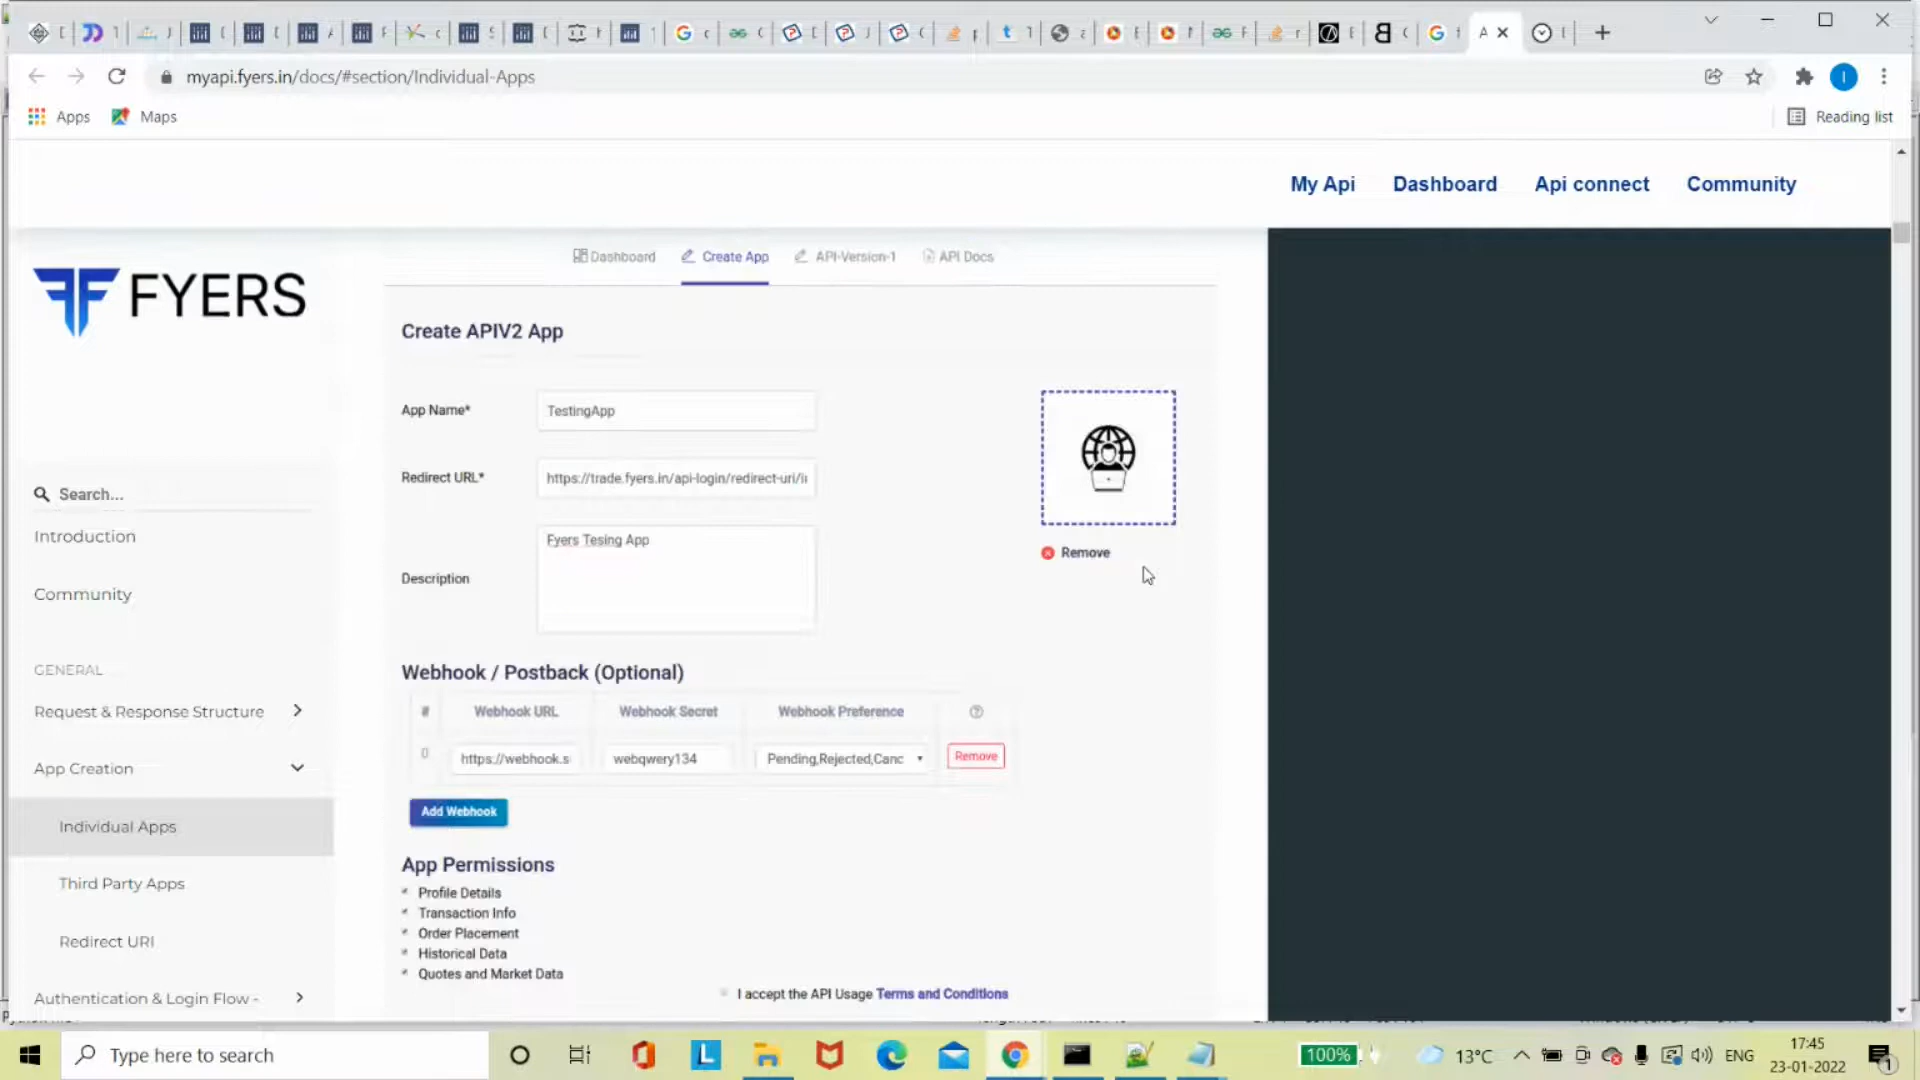 myapi.fyers.in/docs/#section/Individual-Apps
Apps
Maps
Reading list
My Api
Dashboard
Api connect
Community
FYERS
Search...
Introduction
Community
GENERAL
Request & Response Structure
App Creation
Individual Apps
Third Party Apps
Redirect URI
Authentication & Login Flow -
Dashboard
Create App
API-Version-1
API Docs
Create APIV2 App
App Name*
TestingApp
Redirect URL*
https://trade.fyers.in/api-login/redirect-uri/i
Description
Fyers Tesing App
Remove
Webhook / Postback (Optional)
#
Webhook URL
Webhook Secret
Webhook Preference
0
https://webhook.s
webqwery134
Pending,Rejected,Canc
Remove
Add Webhook
App Permissions
Profile Details
Transaction Info
Order Placement
Historical Data
Quotes and Market Data
I accept the API Usage Terms and Conditions
Type here to search
100%
13°C
ENG
17:45
23-01-2022
1